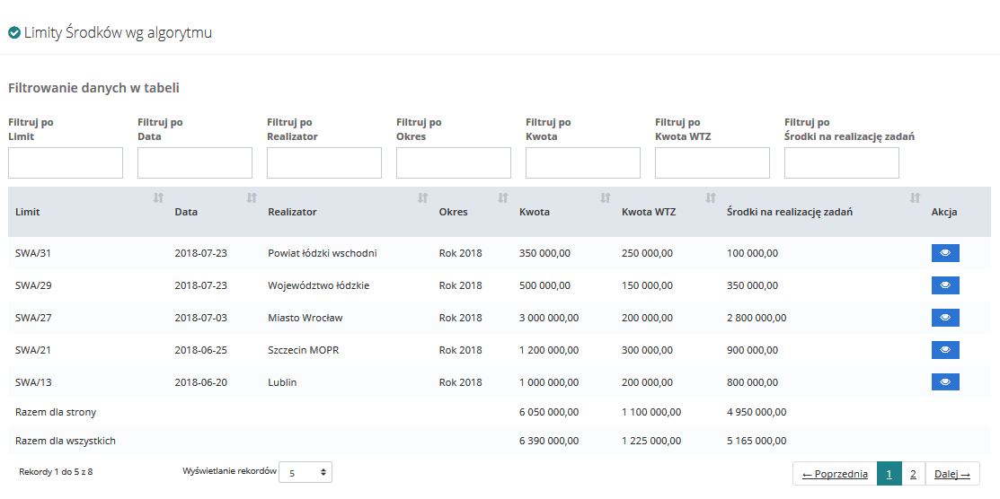 Limity Środków wg algorytmu
Filtrowanie danych w tabeli
Filtruj po Limit
Filtruj po Data
Filtruj po Realizator
Filtruj po Okres
Filtruj po Kwota
Filtruj po Kwota WTZ
Filtruj po Środki na realizację zadań
Limit Data Realizator Okres Kwota Kwota WTZ Środki na realizację zadań Akcja
SWA/31 2018-07-23 Powiat łódzki wschodni Rok 2018 350 000,00 250 000,00 100 000,00
SWA/29 2018-07-23 Województwo łódzkie Rok 2018 500 000,00 150 000,00 350 000,00
SWA/27 2018-07-03 Miasto Wrocław Rok 2018 3 000 000,00 200 000,00 2 800 000,00
SWA/21 2018-06-25 Szczecin MOPR Rok 2018 1 200 000,00 300 000,00 900 000,00
SWA/13 2018-06-20 Lublin Rok 2018 1 000 000,00 200 000,00 800 000,00
Razem dla strony 6 050 000,00 1 100 000,00 4 950 000,00
Razem dla wszystkich 6 390 000,00 1 225 000,00 5 165 000,00
Rekordy 1 do 5 z 8 Wyświetlanie rekordów 5 ← Poprzednia 1 2 Dalej →